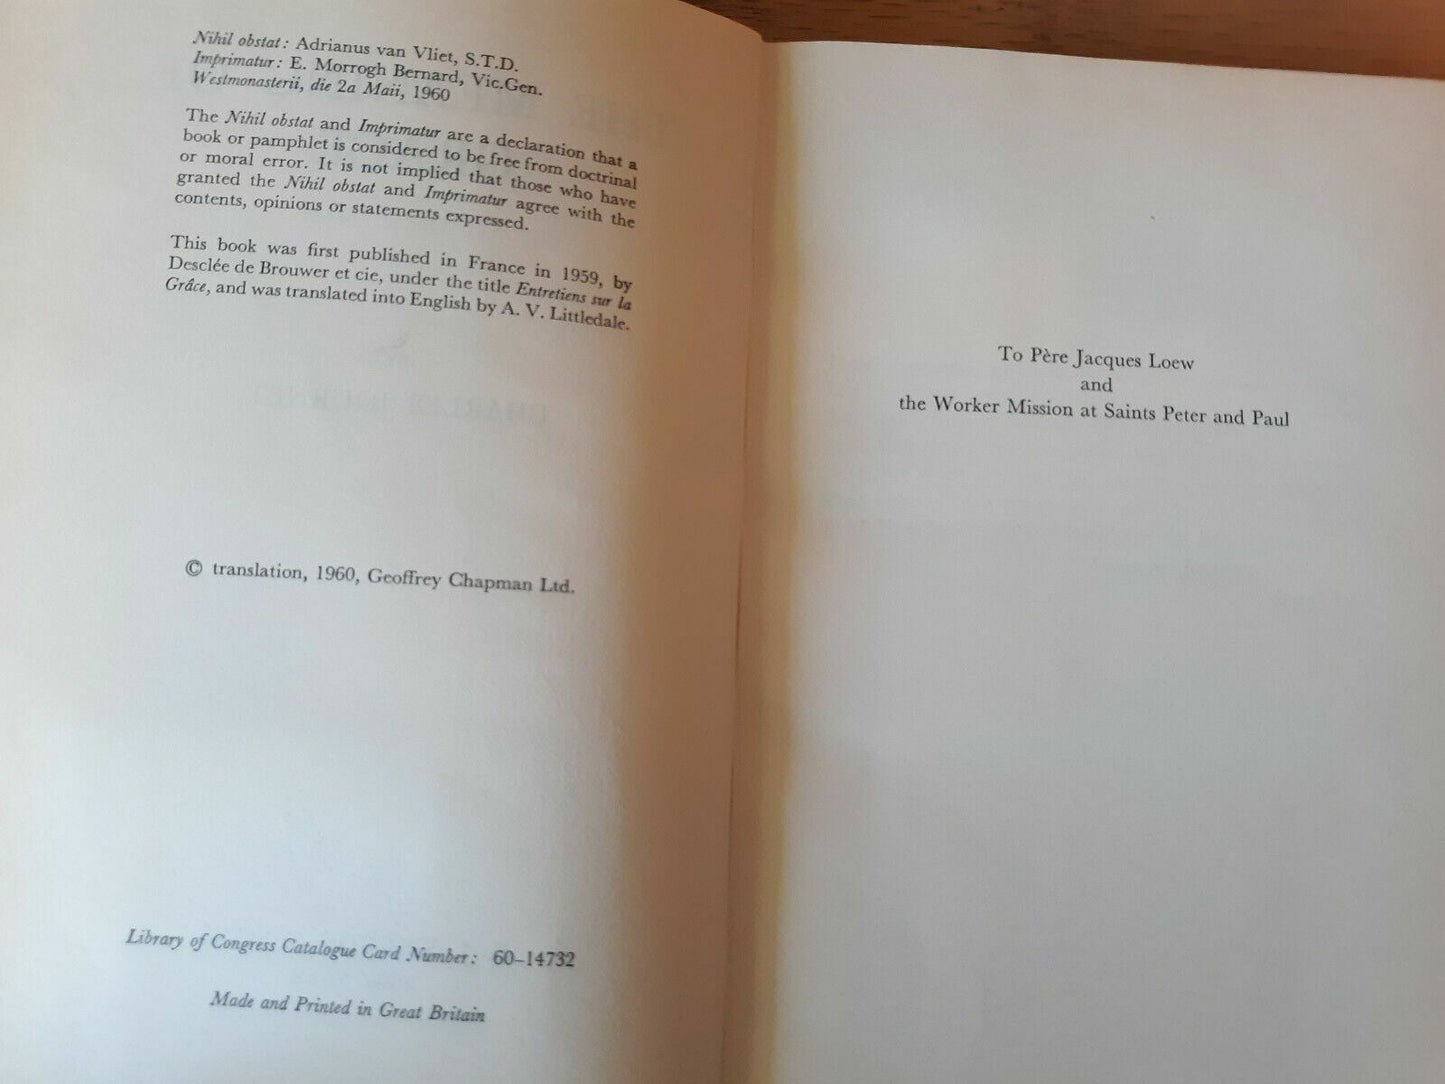 Nihil obstat: Adrianus van Vliet, S.T.D.
Imprimatur: E. Morrogh Bernard, Vic.Gen.
Westmonasterii, die 2a Maii, 1960
The Nihil obstat and Imprimatur are a declaration that a
book or pamphlet is considered to be free from doctrinal
or moral error. It is not implied that those who have
granted the Nihil obstat and Imprimatur agree with the
contents, opinions or statements expressed.
This book was first published in France in 1959, by
Desclée de Brouwer et cie, under the title Entretiens sur la
Grâce, and was translated into English by A. V. Littledale.
© translation, 1960, Geoffrey Chapman Ltd.
Library of Congress Catalogue Card Number: 60–14732
Made and Printed in Great Britain
To Père Jacques Loew
and
the Worker Mission at Saints Peter and Paul